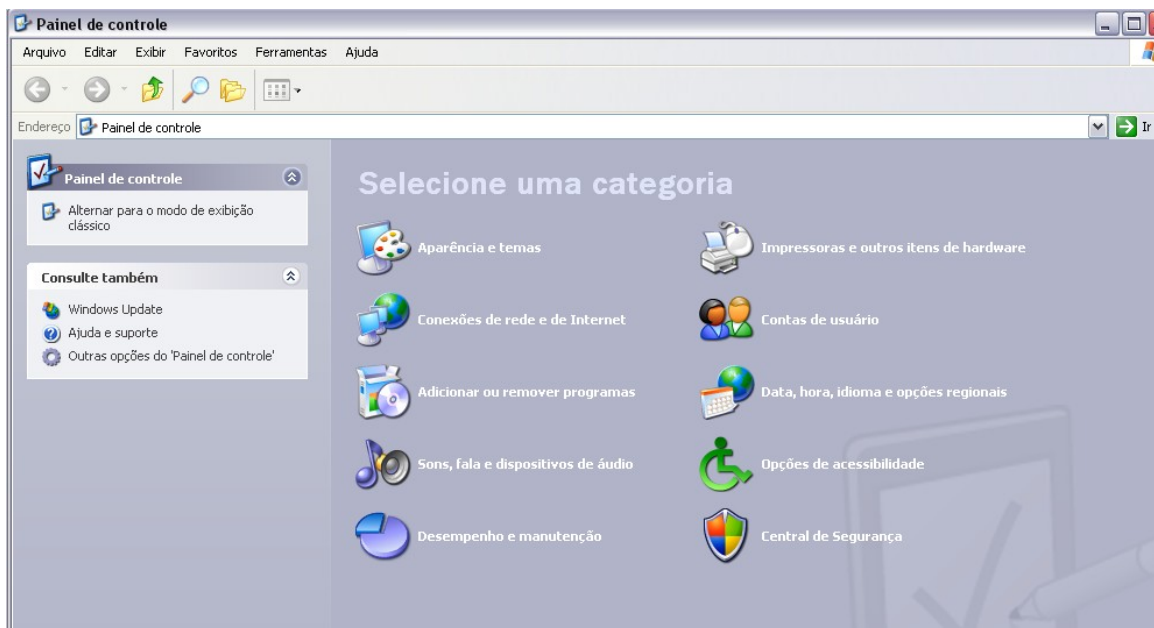 Painel de controle
Arquivo Editar Exibir Favoritos Ferramentas Ajuda
Endereço Painel de controle Ir
Painel de controle
Alternar para o modo de exibição
clássico
Consulte também
Windows Update
Ajuda e suporte
Outras opções do 'Painel de controle'
Selecione uma categoria
Aparência e temas
Impressoras e outros itens de hardware
Conexões de rede e de Internet
Contas de usuário
Adicionar ou remover programas
Data, hora, idioma e opções regionais
Sons, fala e dispositivos de áudio
Opções de acessibilidade
Desempenho e manutenção
Central de Segurança